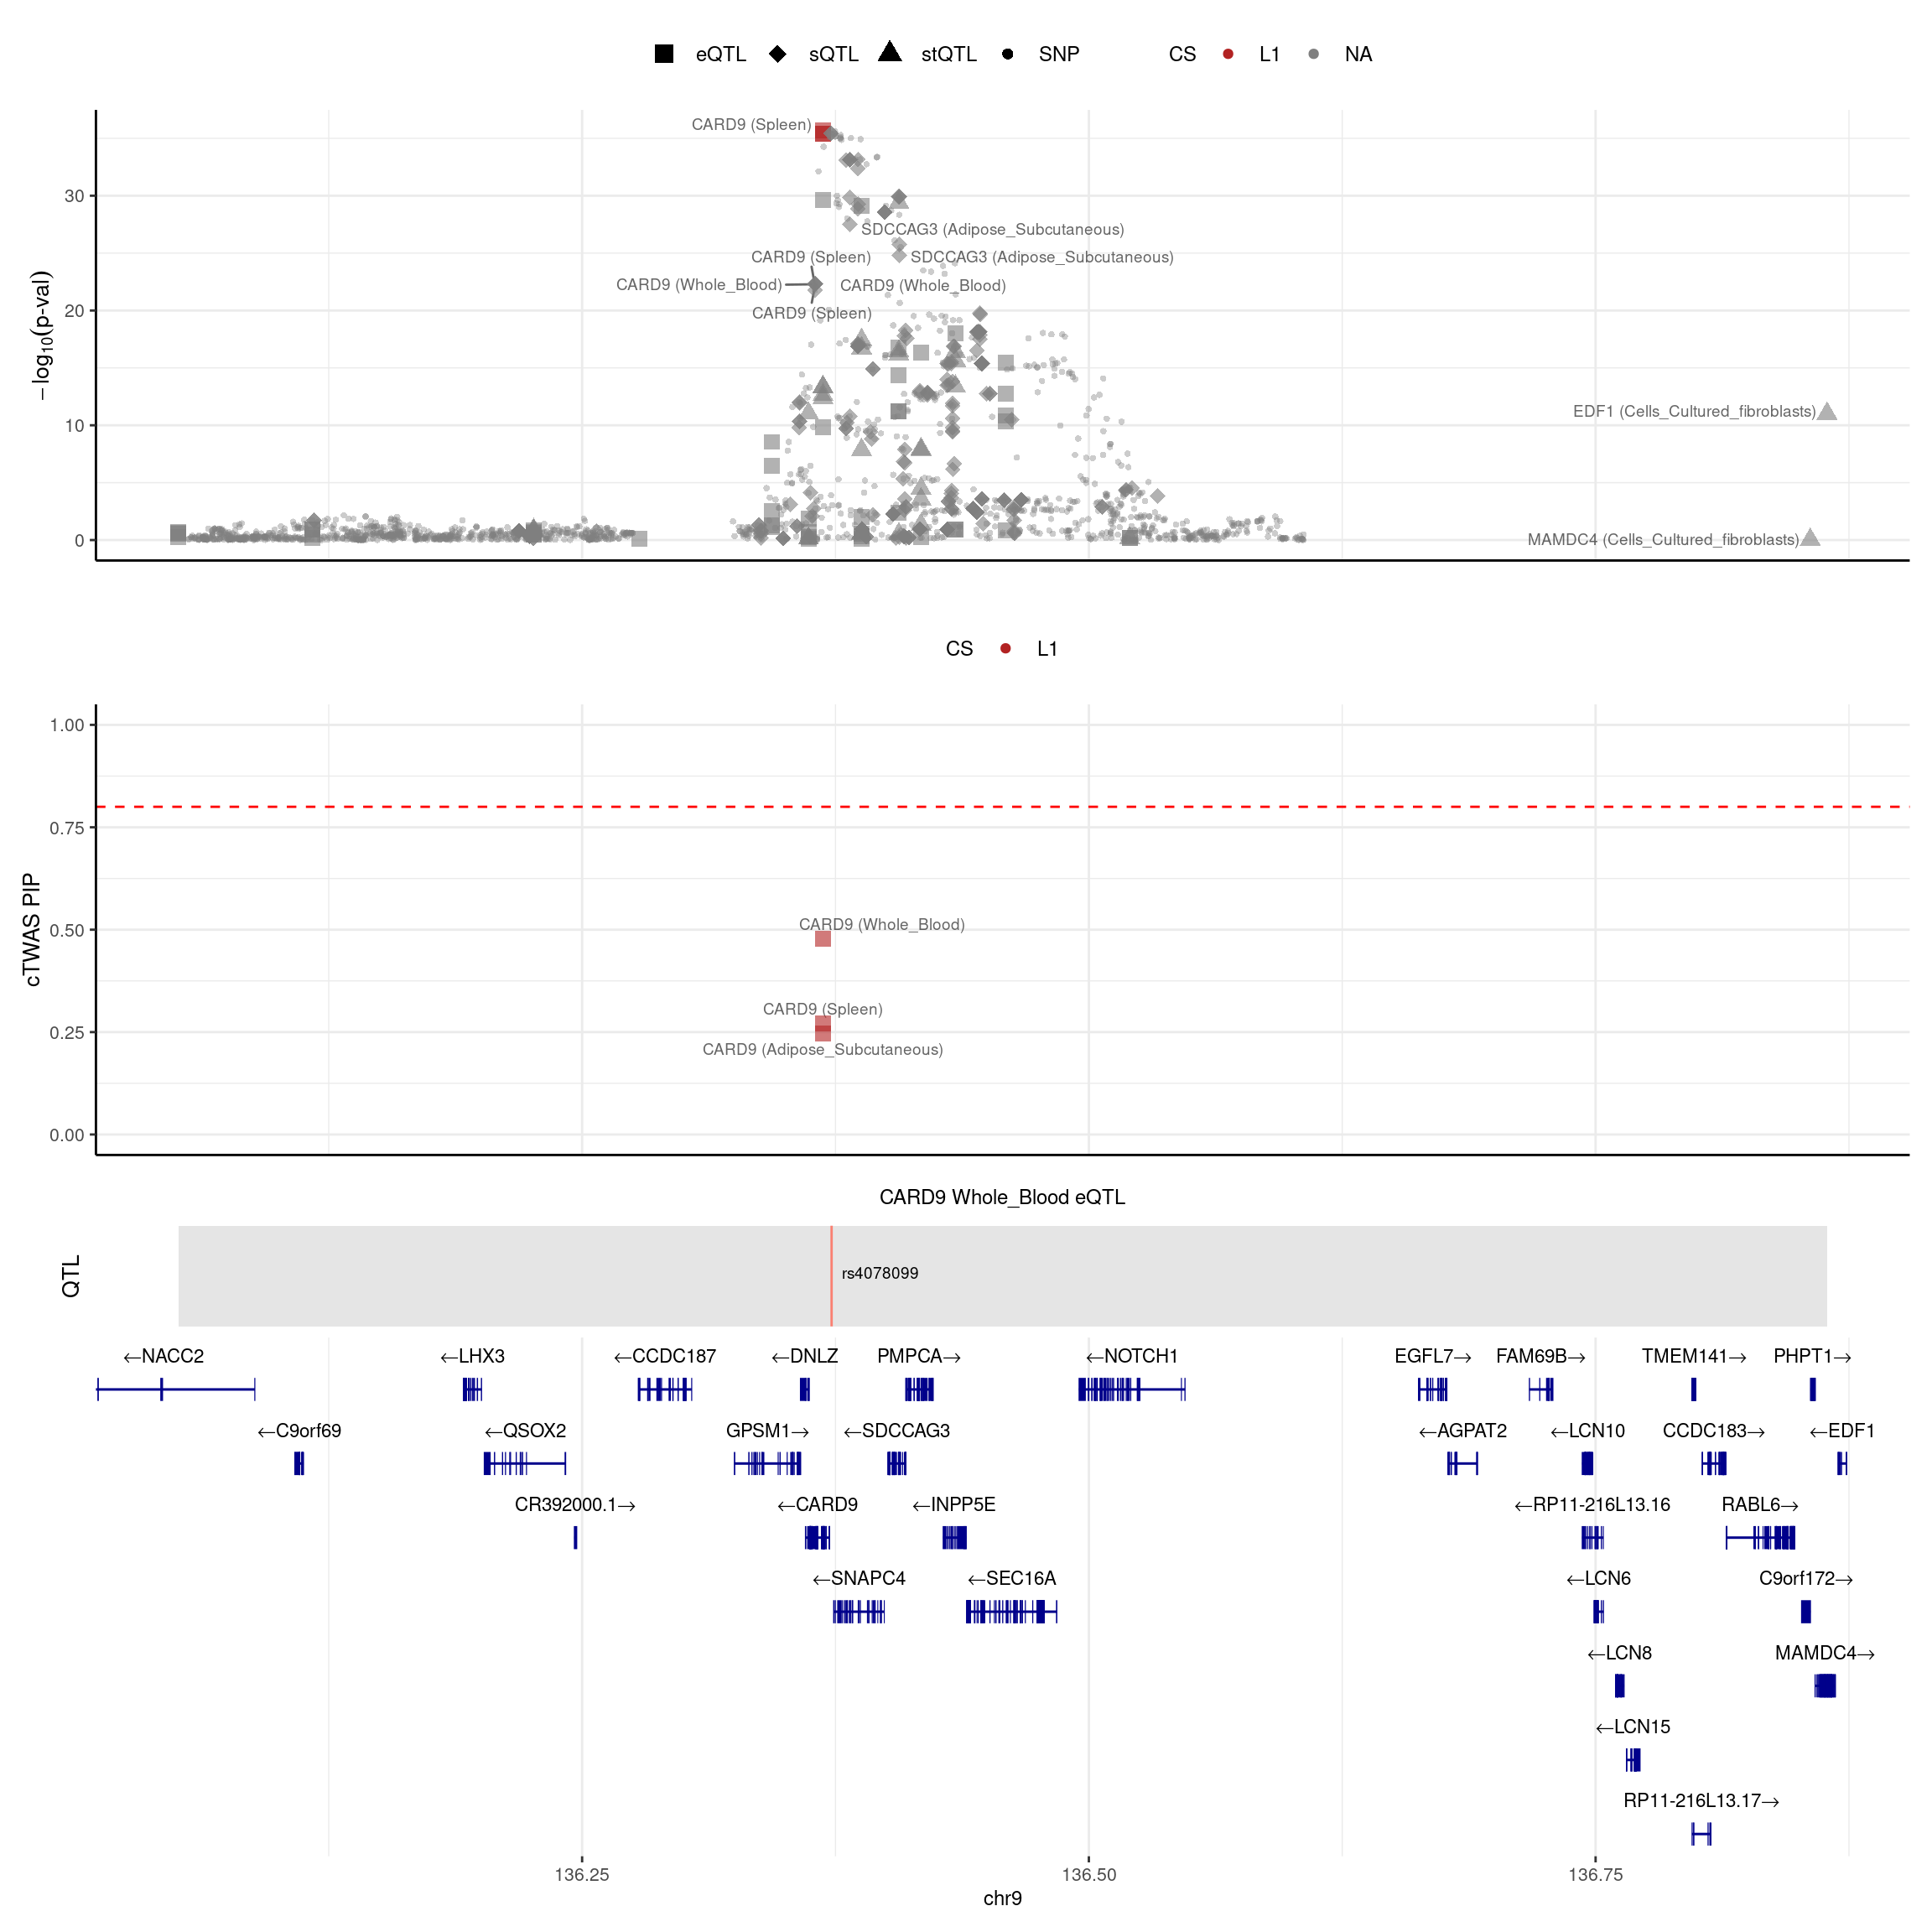 eQTL sQTL stQTL SNP CS L1 NA
CARD9 (Spleen)
30
SDCCAG3 (Adipose_Subcutaneous)
CARD9 (Spleen) SDCCAG3 (Adipose_Subcutaneous)
CARD9 (Whole_Blood) CARD9 (Whole_Blood)
20
CARD9 (Spleen)
−log10(p-val)
EDF1 (Cells_Cultured_fibroblasts)
10
MAMDC4 (Cells_Cultured_fibroblasts)
0
CS L1
1.00
0.75
cTWAS PIP
CARD9 (Whole_Blood)
0.50
CARD9 (Spleen)
0.25
CARD9 (Adipose_Subcutaneous)
0.00
CARD9 Whole_Blood eQTL
QTL
rs4078099
←NACC2 ←LHX3 ←CCDC187 ←DNLZ PMPCA→ ←NOTCH1 EGFL7→ FAM69B→ TMEM141→ PHPT1→
←C9orf69 ←QSOX2 GPSM1→ ←SDCCAG3 ←AGPAT2 ←LCN10 CCDC183→ ←EDF1
CR392000.1→ ←CARD9 ←INPP5E ←RP11-216L13.16 RABL6→
←SNAPC4 ←SEC16A ←LCN6 C9orf172→
←LCN8 MAMDC4→
←LCN15
RP11-216L13.17→
136.25 136.50 136.75
chr9